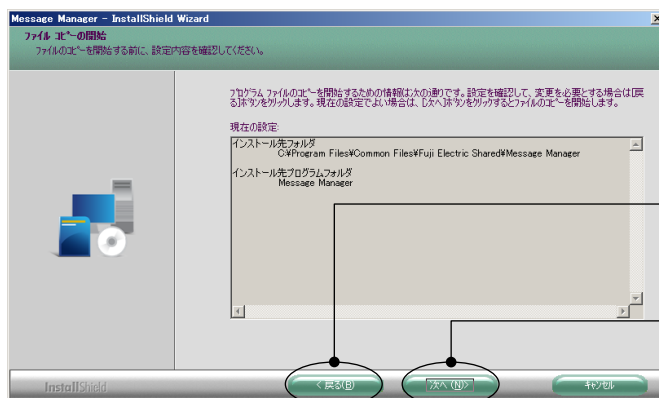 Message Manager - InstallShield Wizard
ファイル コピーの開始
ファイルのコピーを開始する前に、設定内容を確認してください。
プログラム ファイルのコピーを開始するための情報は次の通りです。設定を確認して、変更を必要とする場合は[戻
る]ボタンをクリックします。現在の設定でよい場合は、[次へ]ボタンをクリックするとファイルのコピーを開始します。
現在の設定:
インストール先フォルダ
C:¥Program Files¥Common Files¥Fuji Electric Shared¥Message Manager
インストール先プログラムフォルダ
Message Manager
InstallShield
< 戻る(B)
次へ (N)>
キャンセル